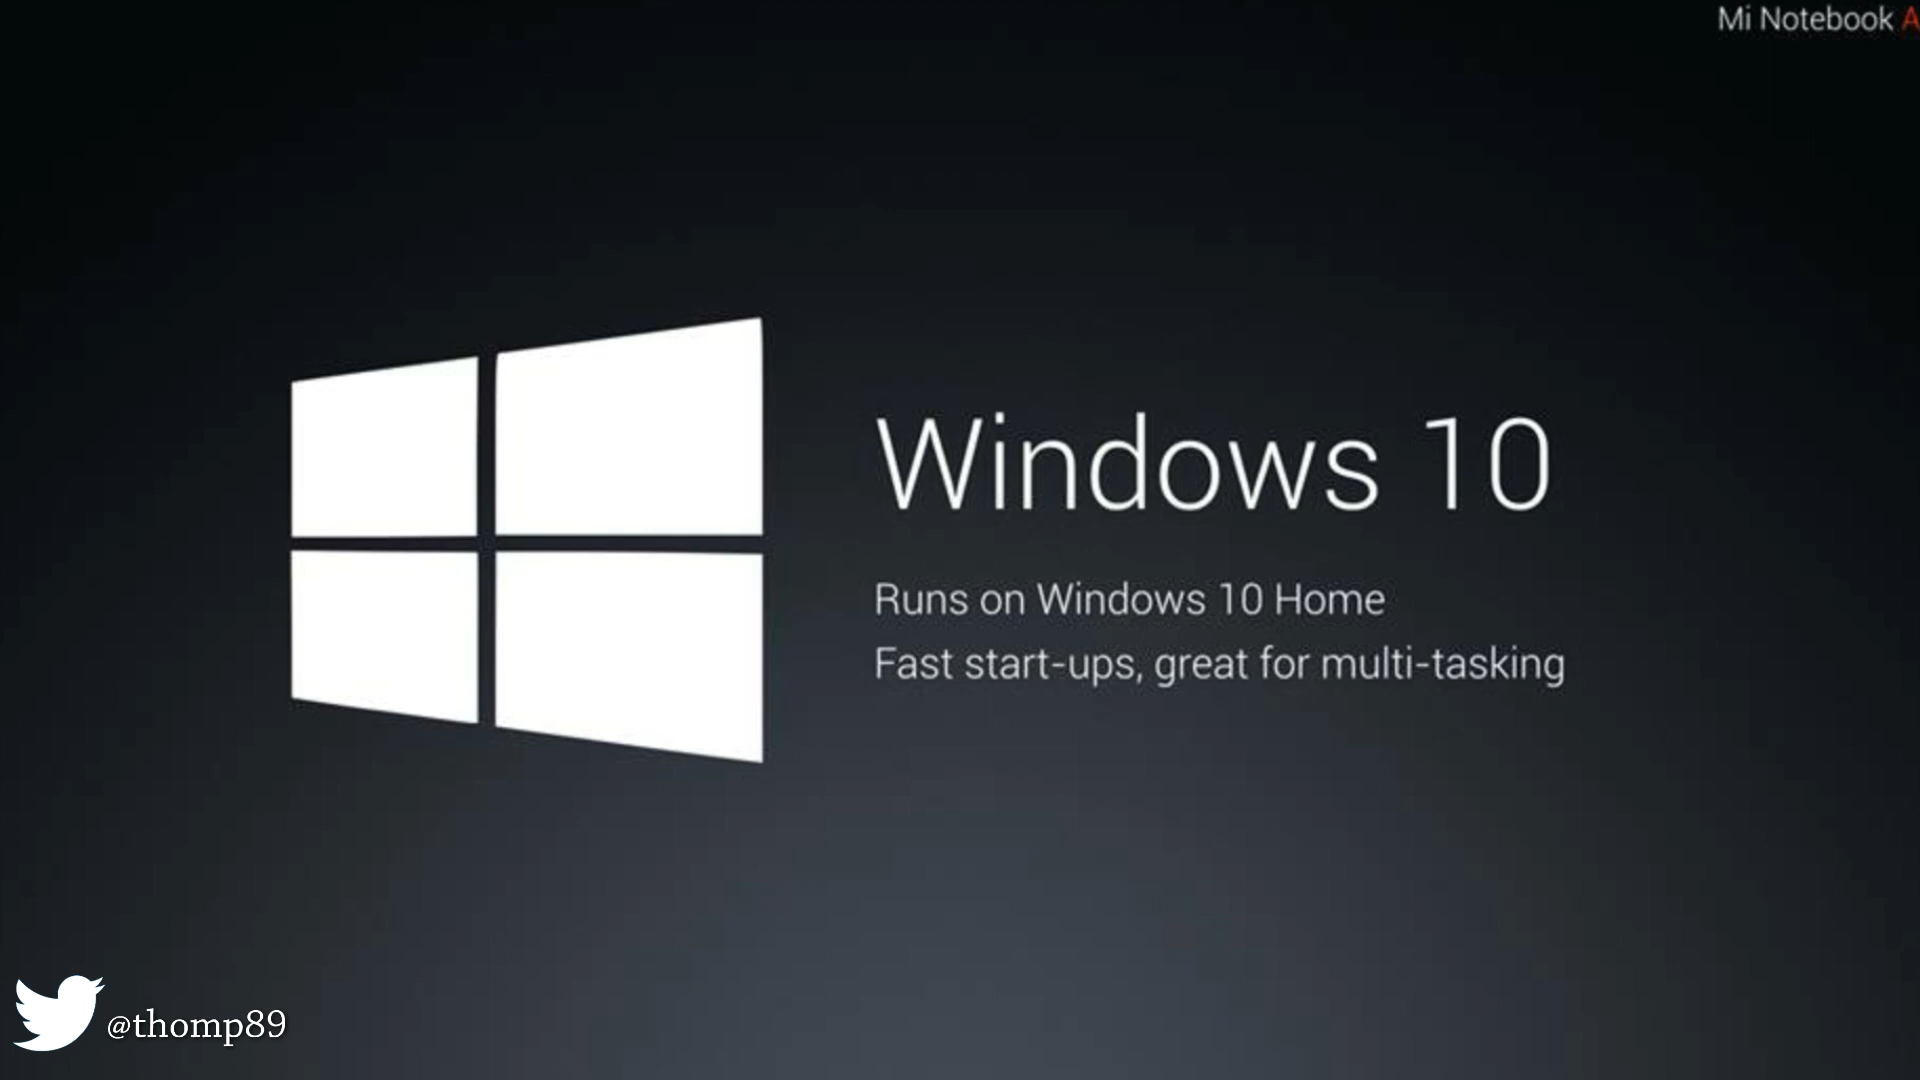 Mi Notebook A
Windows 10
Runs on Windows 10 Home
Fast start-ups, great for multi-tasking
@thomp89